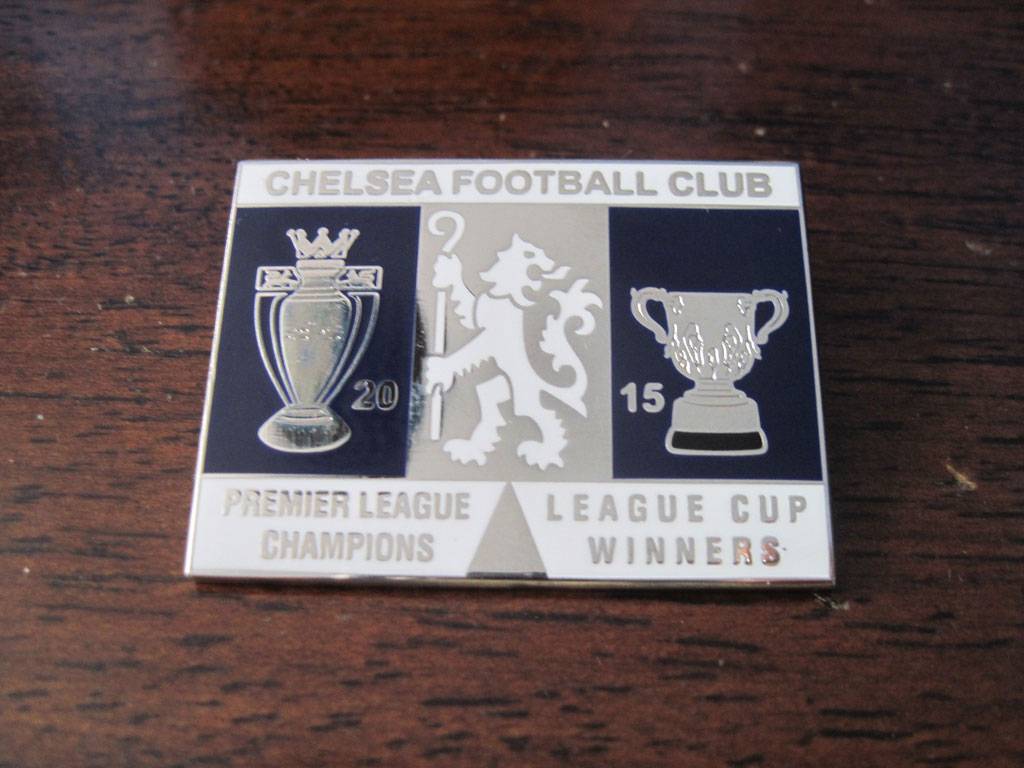 CHELSEA FOOTBALL CLUB
20 15
PREMIER LEAGUE
CHAMPIONS
LEAGUE CUP
WINNERS